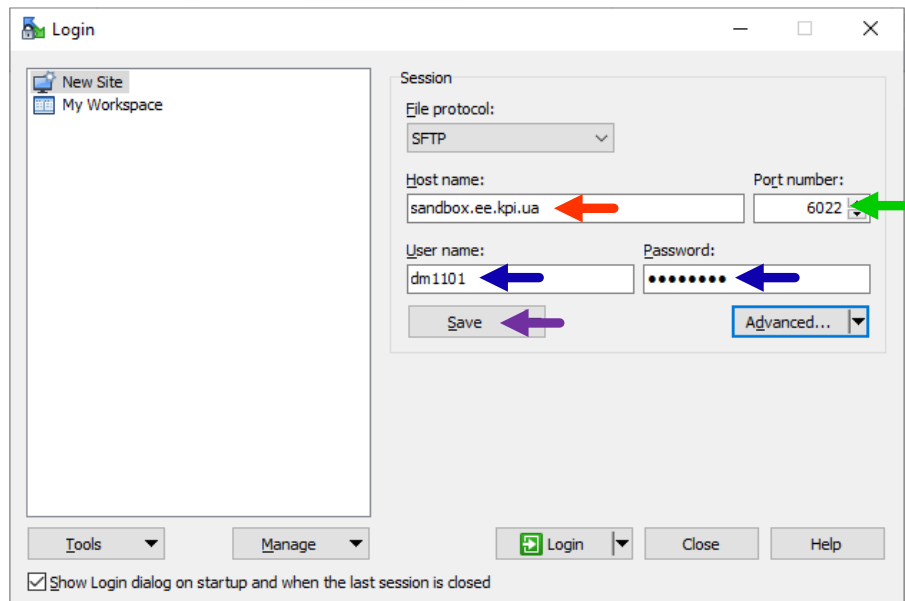 Login
New Site
My Workspace
Session
File protocol:
SFTP
Host name: Port number:
sandbox.ee.kpi.ua 6022
User name: Password:
dm1101 ••••••••
Save Advanced...
Tools Manage Login Close Help
Show Login dialog on startup and when the last session is closed